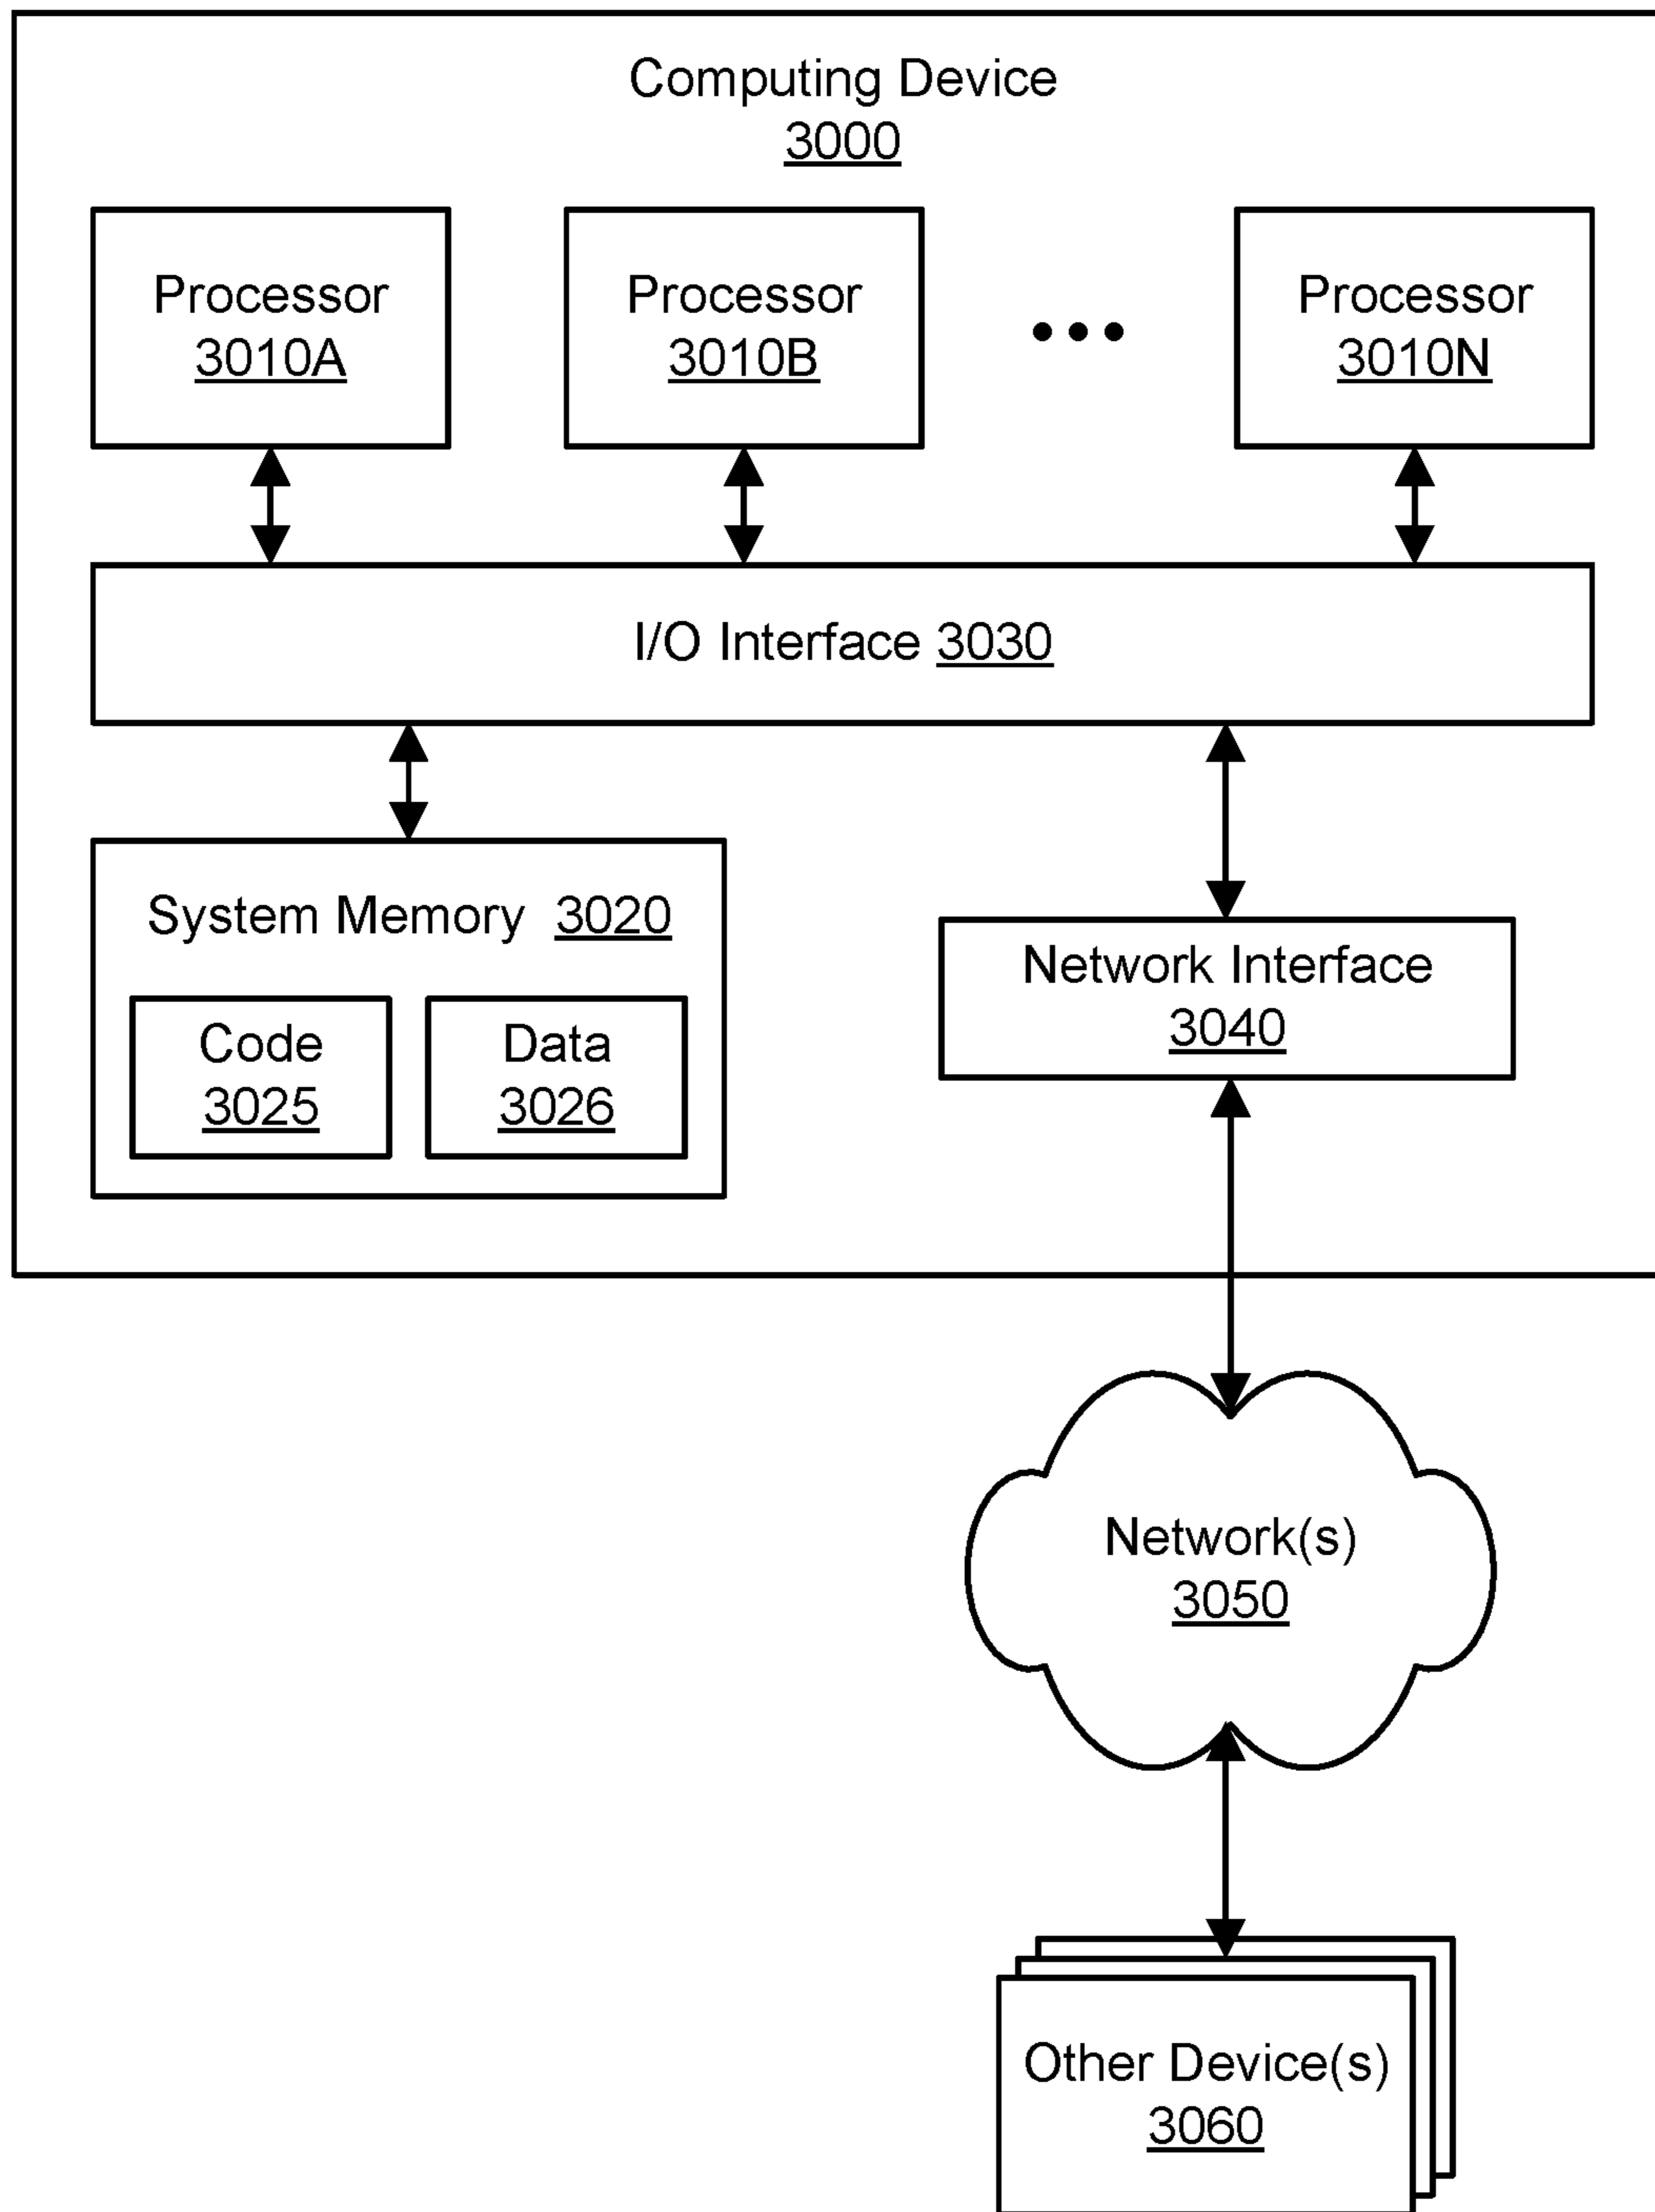 Computing Device
3000
Processor
3010A
Processor
3010B
Processor
3010N
I/O Interface 3030
System Memory 3020
Code
3025
Data
3026
Network Interface
3040
Network(s)
3050
Other Device(s)
3060